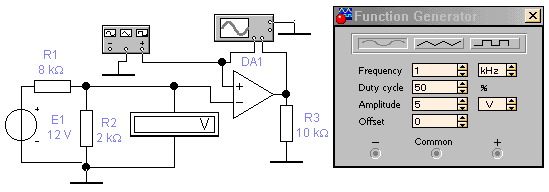 Function Generator
R1
8 kΩ
DA1
E1
12 V
R2
2 kΩ
V
R3
10 kΩ
Frequency 1 kHz
Duty cycle 50 %
Amplitude 5 V
Offset 0
− Common +